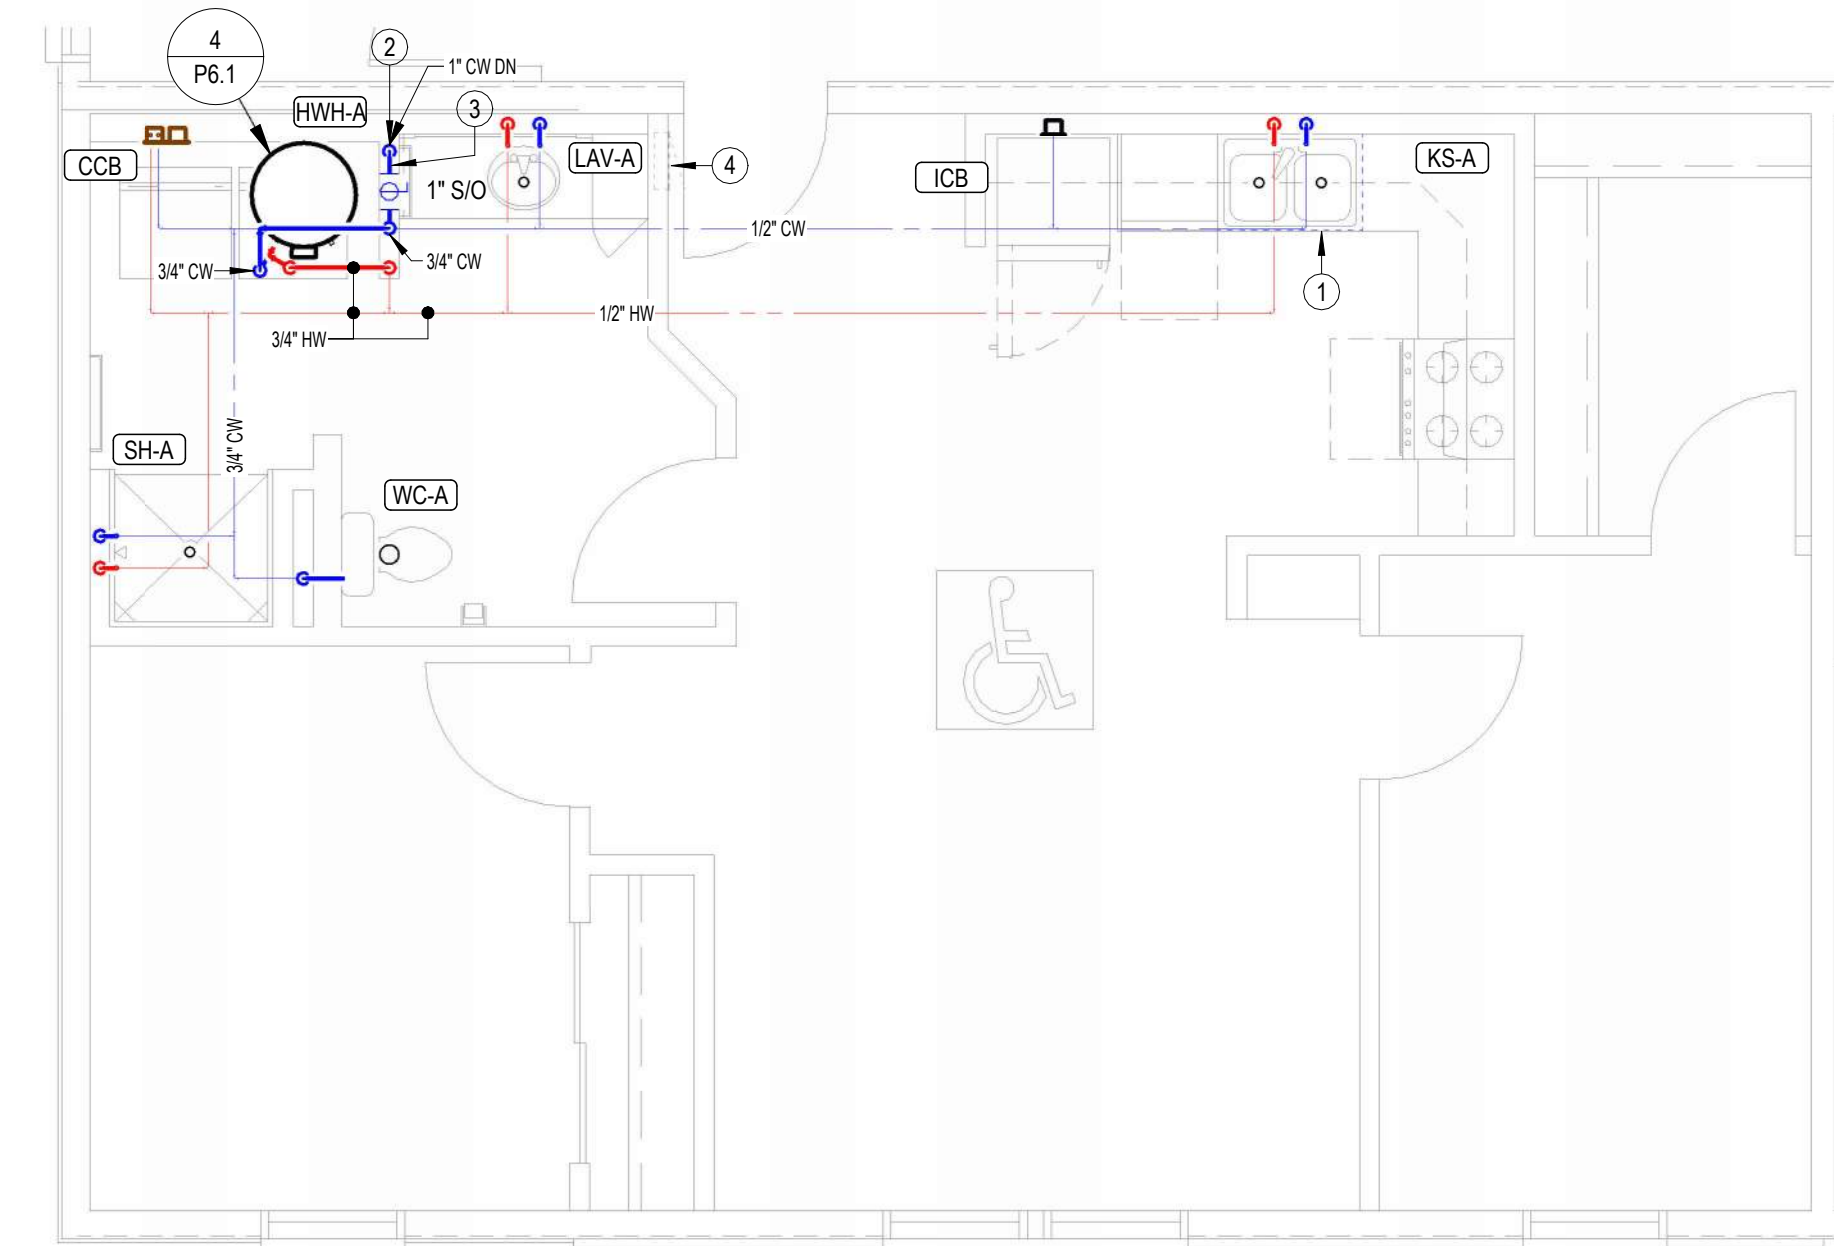 4
P6.1
2
1" CW DN
HWH-A
3
CCB
LAV-A
4
1" S/O
ICB
KS-A
1/2" CW
3/4" CW
3/4" CW
1
1/2" HW
3/4" HW
3/4" CW
SH-A
WC-A